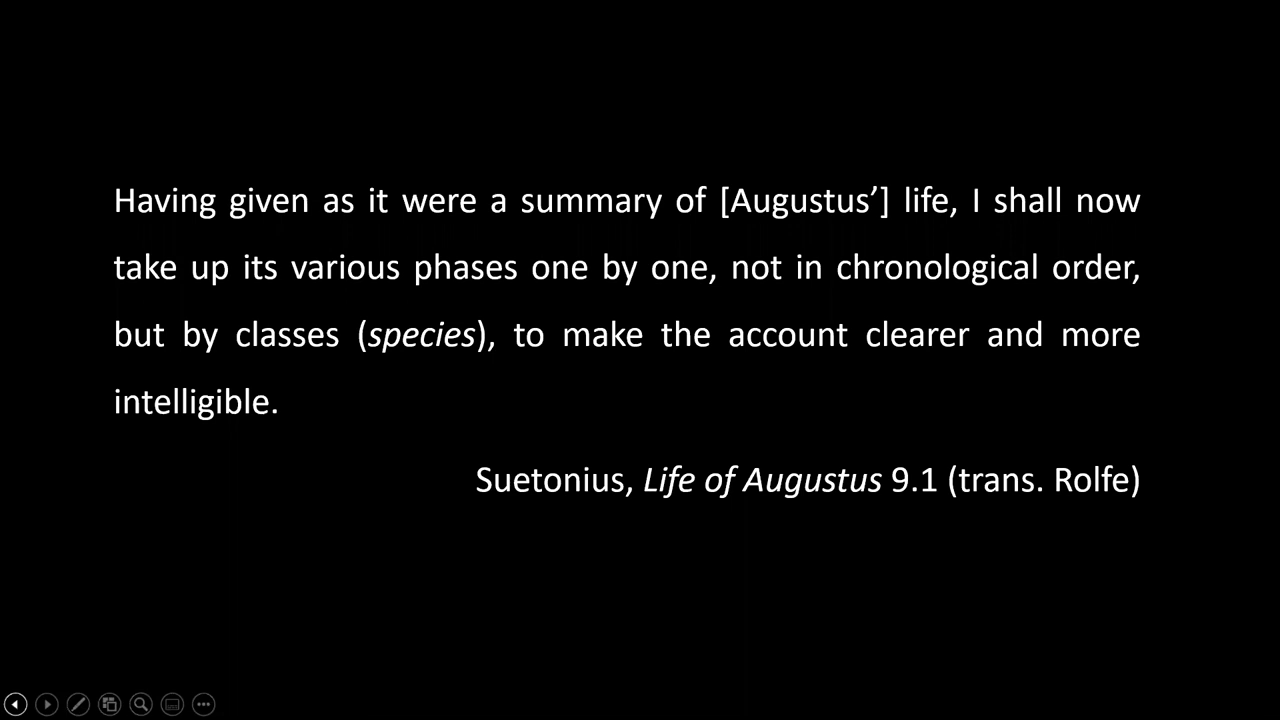 Having given as it were a summary of [Augustus’] life, I shall now
take up its various phases one by one, not in chronological order,
but by classes (species), to make the account clearer and more
intelligible.
Suetonius, Life of Augustus 9.1 (trans. Rolfe)